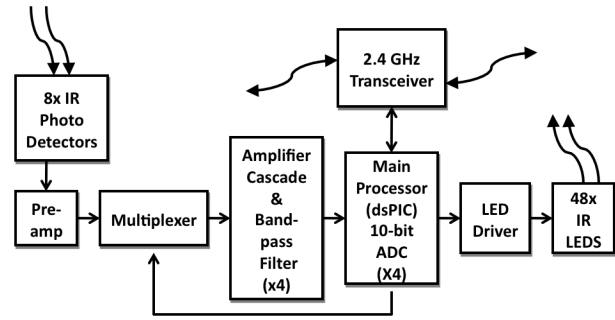 8x IR
Photo
Detectors
2.4 GHz
Transceiver
Pre-
amp
Multiplexer
Amplifier
Cascade
&
Band-
pass
Filter
(x4)
Main
Processor
(dsPIC)
10-bit
ADC
(X4)
LED
Driver
48x
IR
LEDS